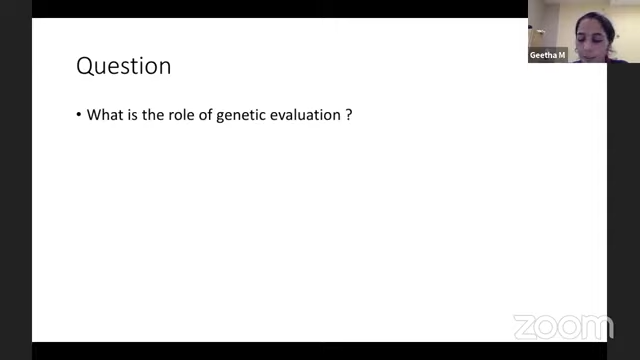 Geetha M
Question
• What is the role of genetic evaluation ?
zoom